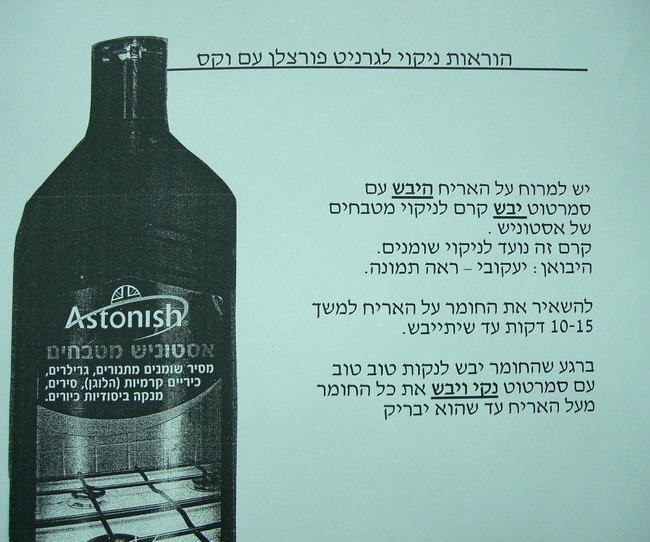 הוראות ניקוי לגרניט פורצלן עם וקס
יש למרוח על האריח היבש עם
סמרטוט יבש קרם לניקוי מטבחים
של אסטוניש .
קרם זה נועד לניקוי שומנים.
היבואן : יעקובי – ראה תמונה.
להשאיר את החומר על האריח למשך
10-15 דקות עד שיתייבש.
ברגע שהחומר יבש לנקות טוב טוב
עם סמרטוט נקי ויבש את כל החומר
מעל האריח עד שהוא יבריק
Astonish
אסטוניש מטבחים
מסיר שומנים מתנורים, גרילרים,
כיריים קרמיות (הלוגן), סירים,
מנקה ביסודיות כיורים.